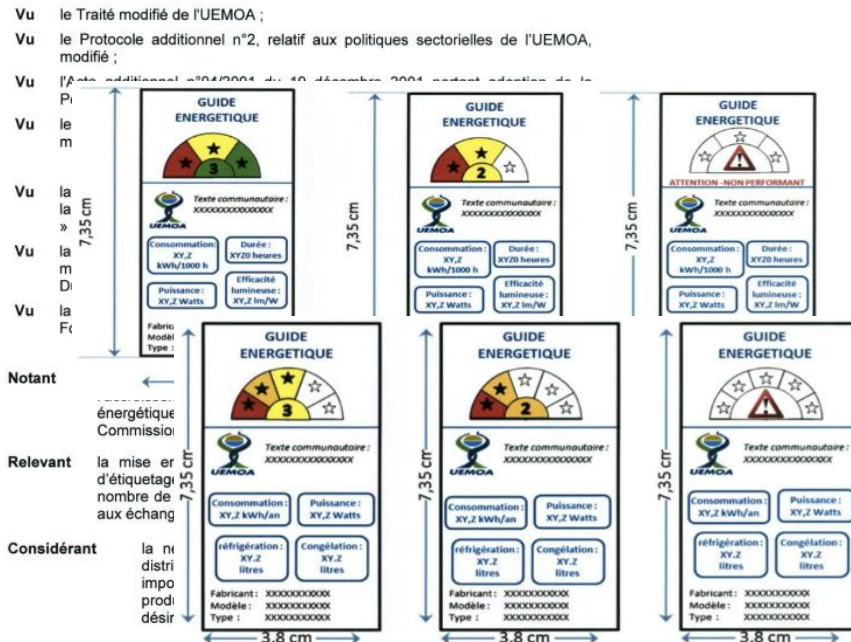 Vu le Traité modifié de l'UEMOA ;
Vu le Protocole additionnel n°2, relatif aux politiques sectorielles de l'UEMOA,
modifié ;
Vu
Vu le
m
Vu la
la
»
Vu la
m
Vu la
Notant
énergétique
Relevant la mise en
d'étiquetage
nombre de
aux échang
Considérant la
distri
impo
prod
désir
GUIDE
ENERGETIQUE
3
Texte communautaire :
XXXXXXXXXXXXXXX
UEMOA
Consommation:
XY,Z
kWh/1000 h
Durée :
XYZ0 heures
Puissance:
XY,Z Watts
Efficacité
lumineuse :
XY,Z lm/W
Type :
7,35 cm
GUIDE
ENERGETIQUE
2
Texte communautaire :
XXXXXXXXXXXXXXX
UEMOA
Consommation:
XY,Z
kWh/1000 h
Durée :
XYZ0 heures
Puissance:
XY,Z Watts
Efficacité
lumineuse :
XY,Z lm/W
7,35 cm
GUIDE
ENERGETIQUE
ATTENTION -NON PERFORMANT
Texte communautaire :
XXXXXXXXXXXXXXX
UEMOA
Consommation:
XY,Z
kWh/1000 h
Durée :
XYZ0 heures
Puissance:
XY,Z Watts
Efficacité
lumineuse :
XY,Z lm/W
7,35 cm
GUIDE
ENERGETIQUE
3
Texte communautaire :
XXXXXXXXXXXXXXX
UEMOA
Consommation :
XY,Z kWh/an
Puissance :
XY,Z Watts
réfrigération :
XY.Z
litres
Congélation :
XY.Z
litres
Fabricant : XXXXXXXXXXX
Modèle : XXXXXXXXXXX
Type : XXXXXXXXXXX
7,35 cm
3,8 cm
GUIDE
ENERGETIQUE
2
Texte communautaire :
XXXXXXXXXXXXXXX
UEMOA
Consommation :
XY,Z kWh/an
Puissance :
XY,Z Watts
réfrigération :
XY.Z
litres
Congélation :
XY.Z
litres
Fabricant : XXXXXXXXXXX
Modèle : XXXXXXXXXXX
Type : XXXXXXXXXXX
7,35 cm
3,8 cm
GUIDE
ENERGETIQUE
Texte communautaire :
XXXXXXXXXXXXXXX
UEMOA
Consommation :
XY,Z kWh/an
Puissance :
XY,Z Watts
réfrigération :
XY.Z
litres
Congélation :
XY.Z
litres
Fabricant : XXXXXXXXXXX
Modèle : XXXXXXXXXXX
Type : XXXXXXXXXXX
7,35 cm
3,8 cm